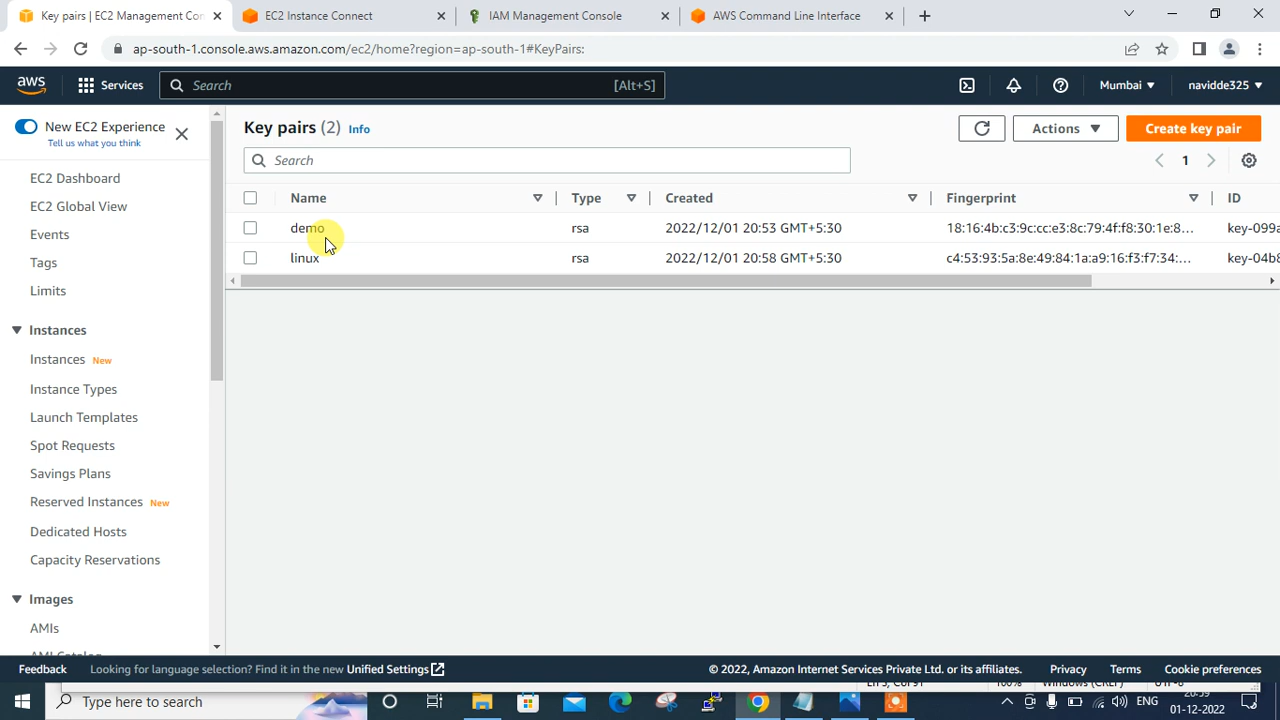 Key pairs | EC2 Management Con
EC2 Instance Connect
IAM Management Console
AWS Command Line Interface
ap-south-1.console.aws.amazon.com/ec2/home?region=ap-south-1#KeyPairs:
aws
Services
Search
[Alt+S]
Mumbai
navidde325
New EC2 Experience
Tell us what you think
EC2 Dashboard
EC2 Global View
Events
Tags
Limits
Instances
Instances New
Instance Types
Launch Templates
Spot Requests
Savings Plans
Reserved Instances New
Dedicated Hosts
Capacity Reservations
Images
AMIs
AMI Catalog
Key pairs (2) Info
Actions
Create key pair
Search
1
Name Type Created Fingerprint ID
demo rsa 2022/12/01 20:53 GMT+5:30 18:16:4b:c3:9c:cc:e3:8c:79:4f:f8:30:1e:8... key-099a
linux rsa 2022/12/01 20:58 GMT+5:30 c4:53:93:5a:8e:49:84:1a:a9:16:f3:f7:34:... key-04b8
Feedback Looking for language selection? Find it in the new Unified Settings
© 2022, Amazon Internet Services Private Ltd. or its affiliates. Privacy Terms Cookie preferences
Type here to search
ENG
20:59
01-12-2022